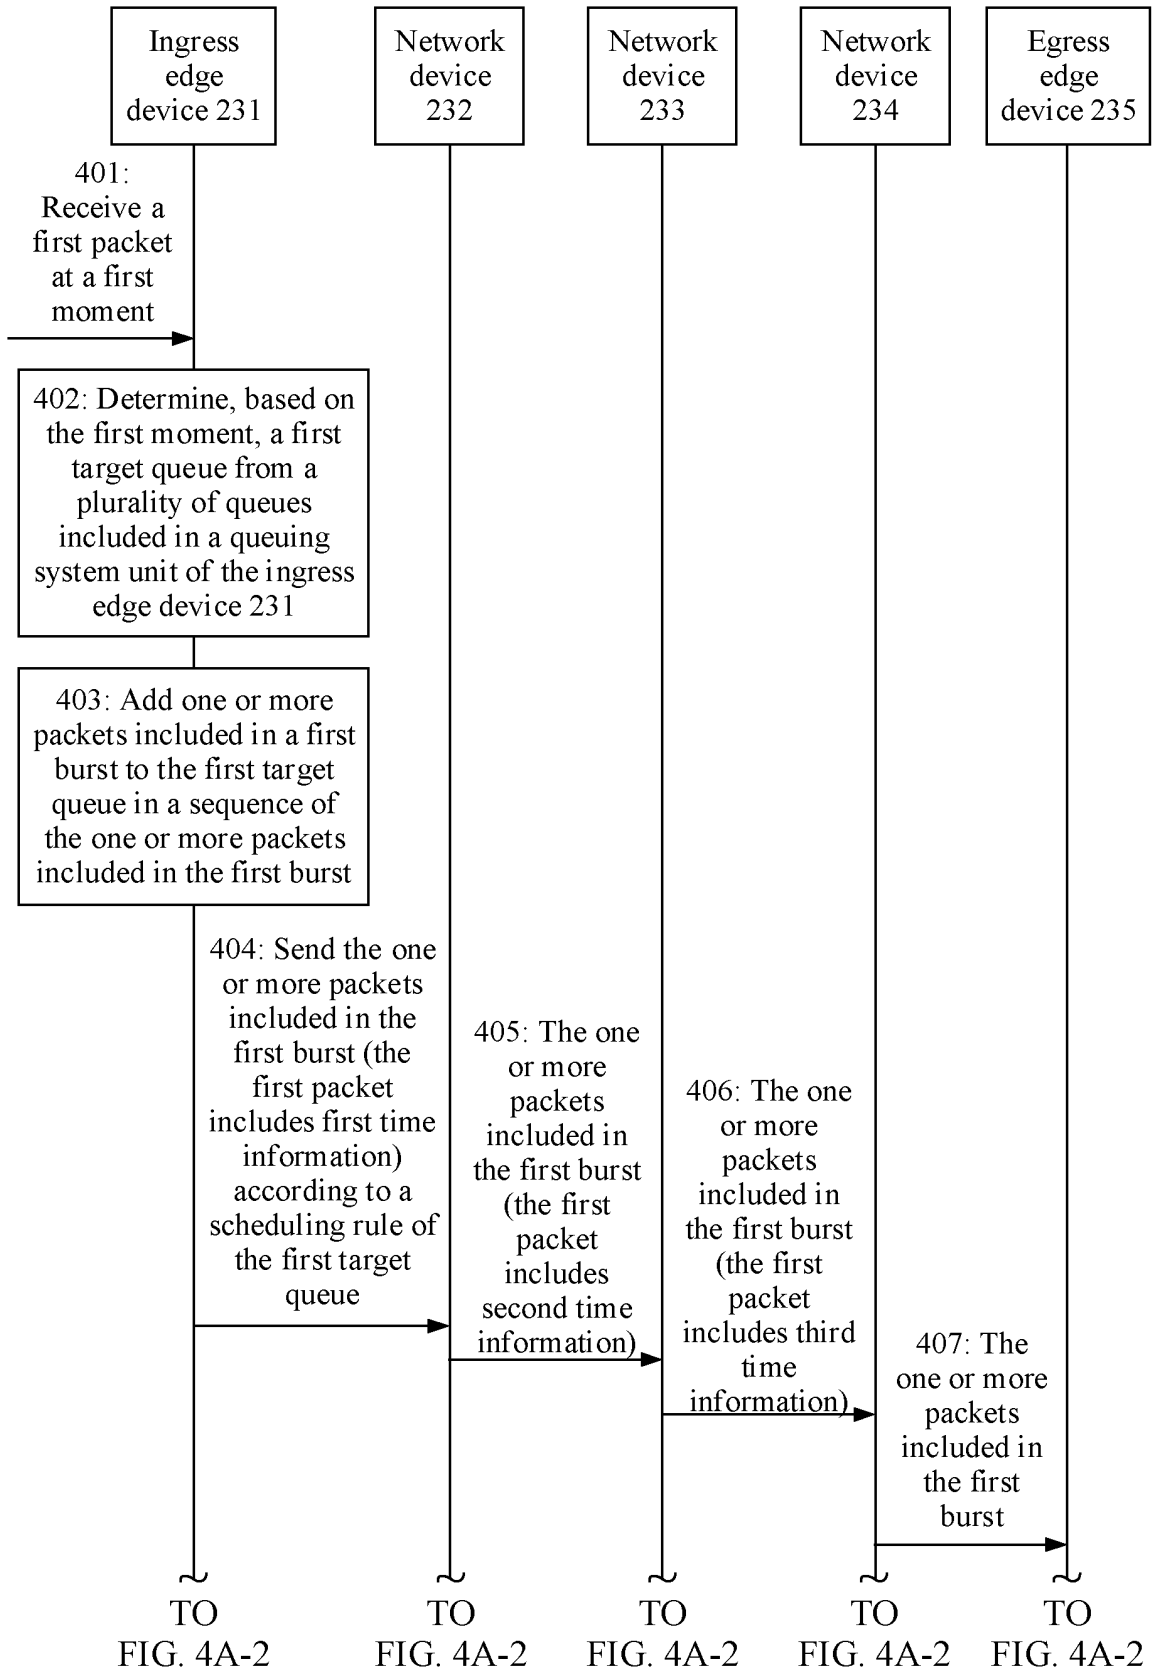 Ingress
edge
device 231
Network
device
232
Network
device
233
Network
device
234
Egress
edge
device 235
401:
Receive a
first packet
at a first
moment
402: Determine, based on
the first moment, a first
target queue from a
plurality of queues
included in a queuing
system unit of the ingress
edge device 231
403: Add one or more
packets included in a first
burst to the first target
queue in a sequence of
the one or more packets
included in the first burst
404: Send the one
or more packets
included in the
first burst (the
first packet
includes first time
information)
according to a
scheduling rule of
the first target
queue
405: The one
or more
packets
included in
the first burst
(the first
packet
includes
second time
information)
406: The one
or more
packets
included in
the first burst
(the first
packet
includes third
time
information)
407: The
one or more
packets
included in
the first
burst
TO
FIG. 4A-2
TO
FIG. 4A-2
TO
FIG. 4A-2
TO
FIG. 4A-2
TO
FIG. 4A-2